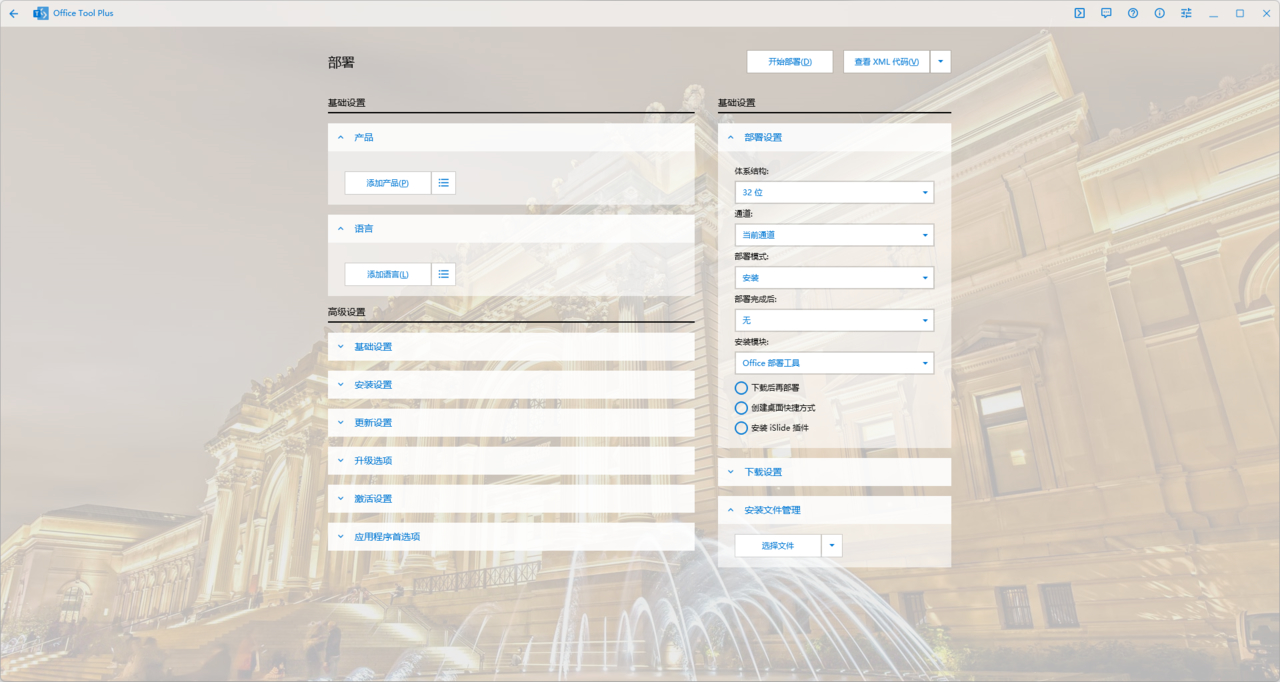 Office Tool Plus
部署
开始部署(D)
查看 XML 代码(V)
基础设置
产品
添加产品(P)
语言
添加语言(L)
高级设置
基础设置
安装设置
更新设置
升级选项
激活设置
应用程序首选项
基础设置
部署设置
体系结构:
32 位
通道:
当前通道
部署模式:
安装
部署完成后:
无
安装模块:
Office 部署工具
下载后再部署
创建桌面快捷方式
安装 iSlide 插件
下载设置
安装文件管理
选择文件